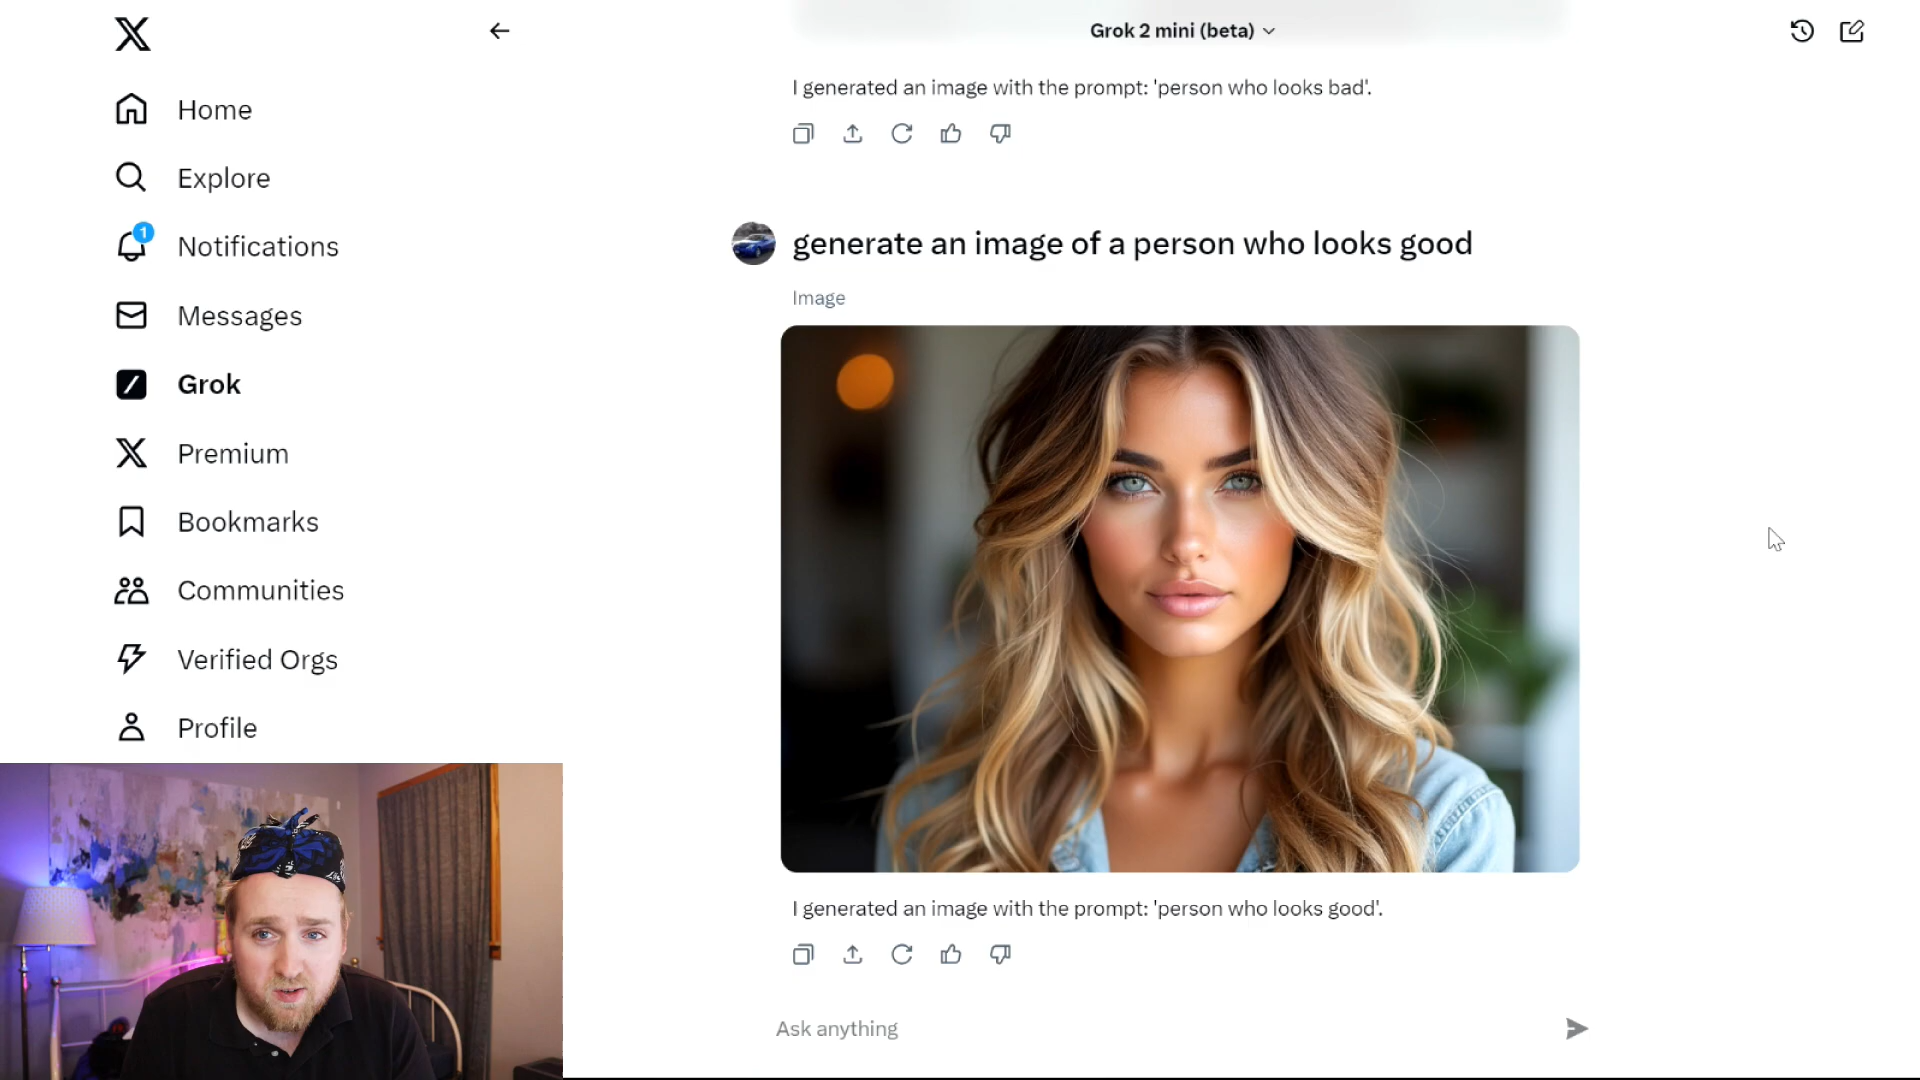 Home
Explore
1
Notifications
Messages
Grok
Premium
Bookmarks
Communities
Verified Orgs
Profile
Grok 2 mini (beta)
I generated an image with the prompt: 'person who looks bad'.
generate an image of a person who looks good
Image
I generated an image with the prompt: 'person who looks good'.
Ask anything